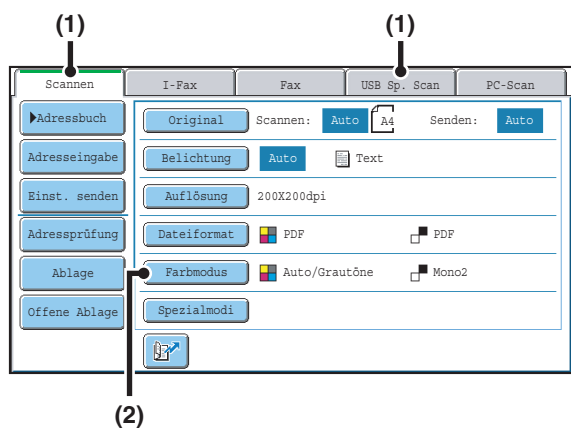 (1) (1)
Scannen I-Fax Fax USB Sp. Scan PC-Scan
Adressbuch Original Scannen: Auto A4 Senden: Auto
Adresseingabe Belichtung Auto Text
Einst. senden Auflösung 200X200dpi
Adressprüfung Dateiformat PDF PDF
Ablage Farbmodus Auto/Grautöne Mono2
Offene Ablage Spezialmodi
(2)